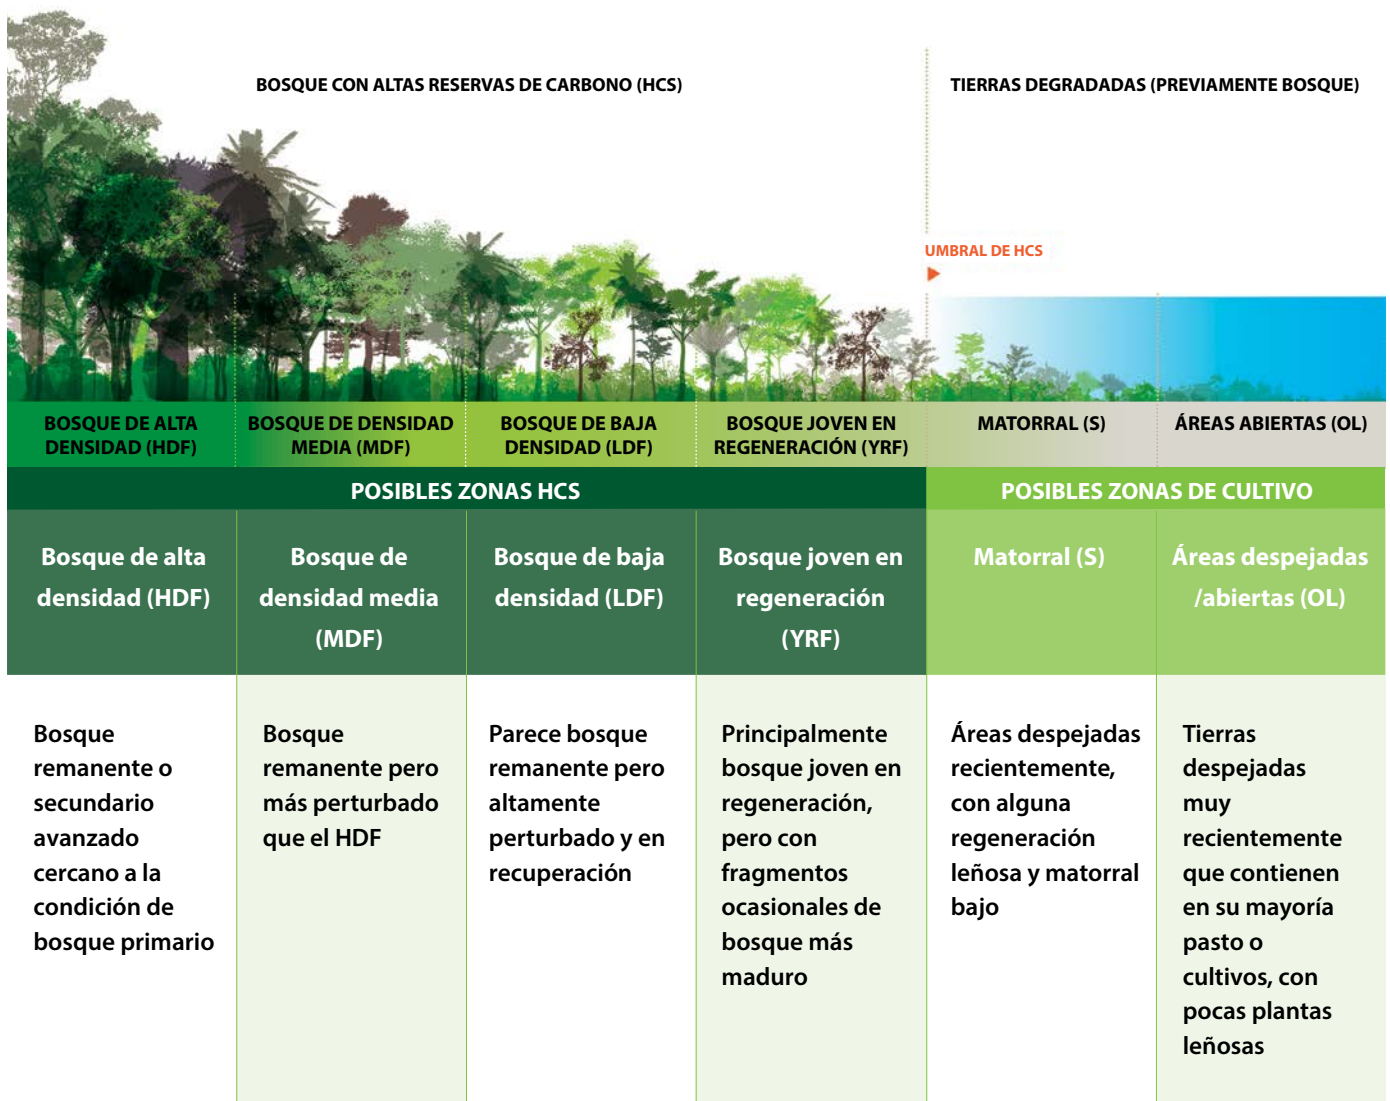 BOSQUE CON ALTAS RESERVAS DE CARBONO (HCS)
TIERRAS DEGRADADAS (PREVIAMENTE BOSQUE)
UMBRAL DE HCS
BOSQUE DE ALTA
DENSIDAD (HDF)
BOSQUE DE DENSIDAD
MEDIA (MDF)
BOSQUE DE BAJA
DENSIDAD (LDF)
BOSQUE JOVEN EN
REGENERACIÓN (YRF)
MATORRAL (S)
ÁREAS ABIERTAS (OL)
POSIBLES ZONAS HCS
POSIBLES ZONAS DE CULTIVO
Bosque de alta
densidad (HDF)
Bosque de
densidad media
(MDF)
Bosque de baja
densidad (LDF)
Bosque joven en
regeneración
(YRF)
Matorral (S)
Áreas despejadas
/abiertas (OL)
Bosque
remanente o
secundario
avanzado
cercano a la
condición de
bosque primario
Bosque
remanente pero
más perturbado
que el HDF
Parece bosque
remanente pero
altamente
perturbado y en
recuperación
Principalmente
bosque joven en
regeneración,
pero con
fragmentos
ocasionales de
bosque más
maduro
Áreas despejadas
recientemente,
con alguna
regeneración
leñosa y matorral
bajo
Tierras
despejadas
muy
recientemente
que contienen
en su mayoría
pasto o
cultivos, con
pocas plantas
leñosas